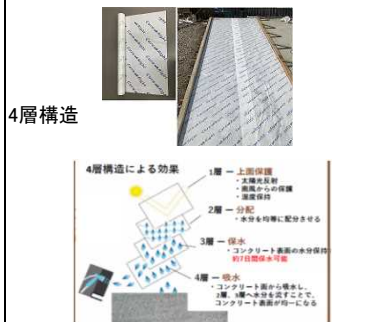 4層構造
4層構造による効果
1層 ー 上面保護
・太陽光反射
・雨風からの保護
・湿度保持
2層 ー 分配
・水分を均等に配分させる
3層 ー 保水
・コンクリート表面の水分保持
約7日間保水可能
4層 ー 吸水
・コンクリート面から吸水し、
2層、3層へ水分を流すことで、
コンクリート表面が均一になる